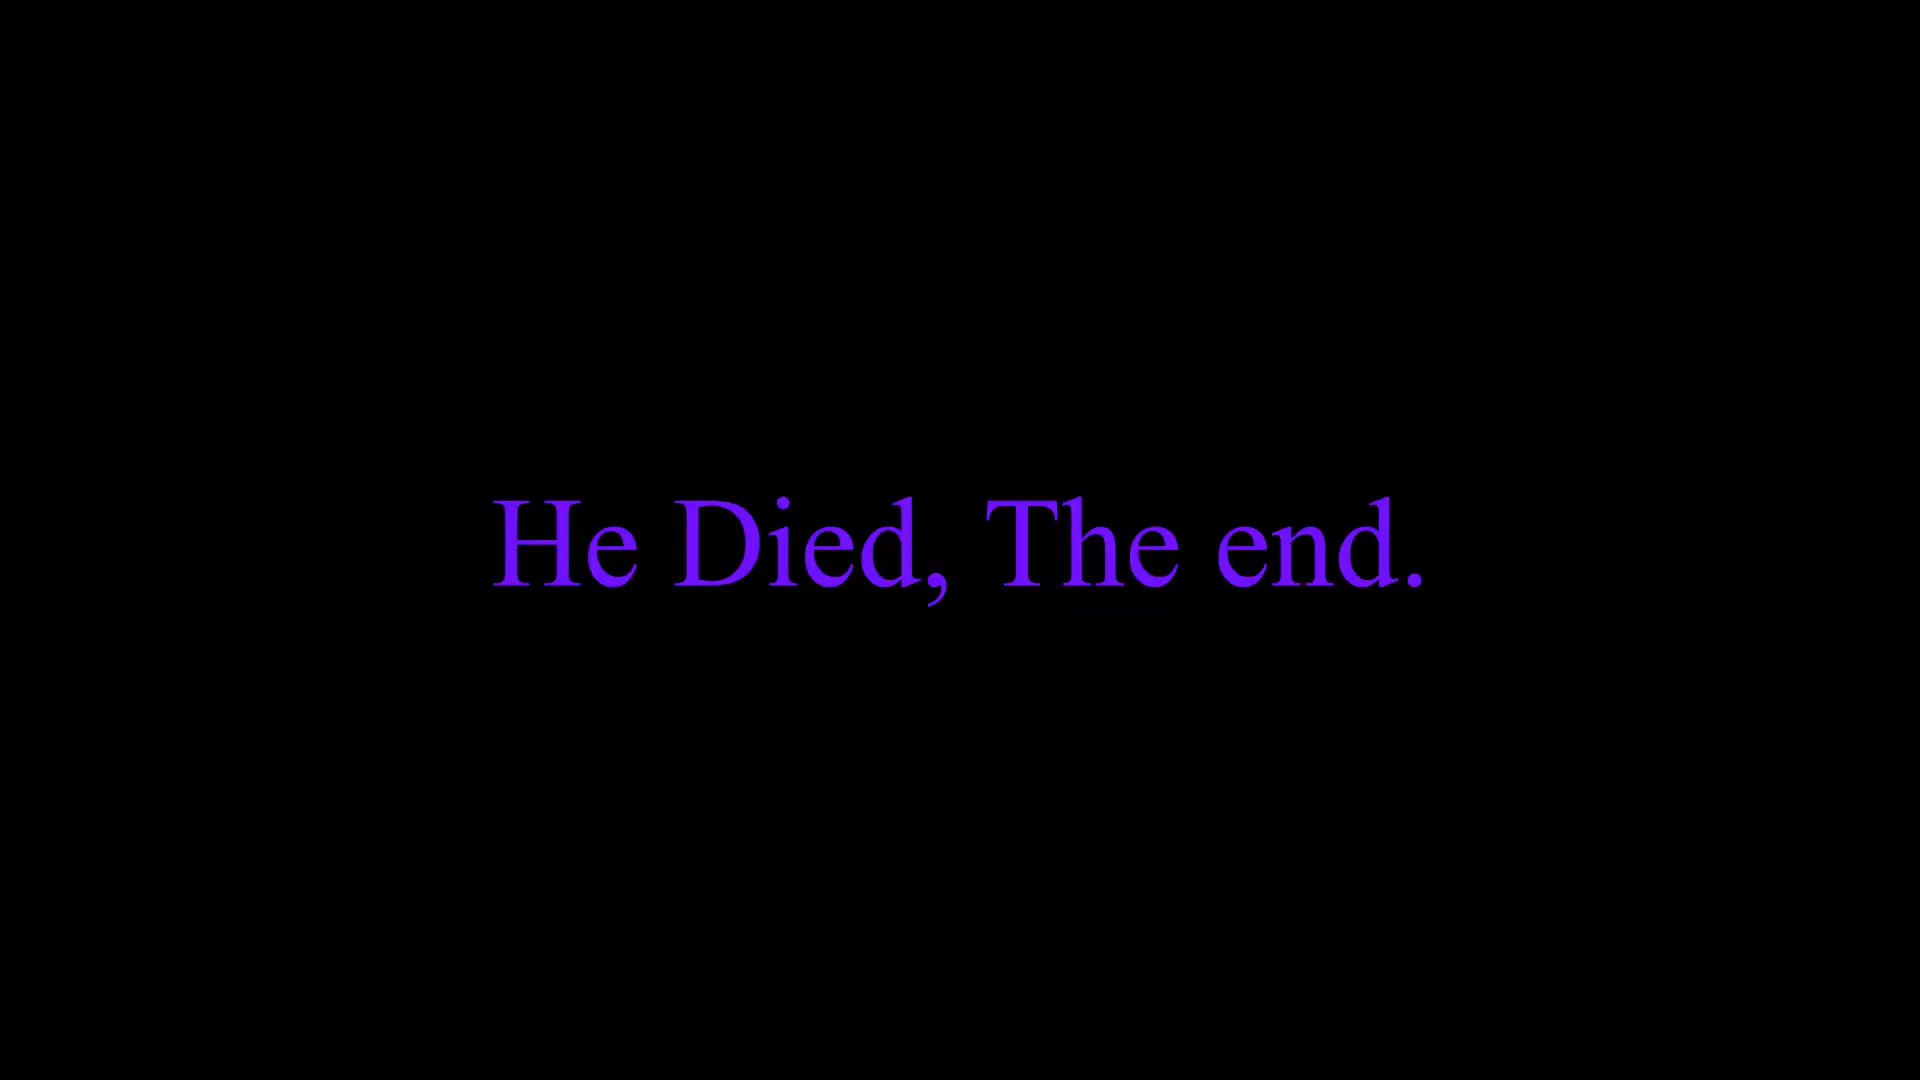 He Died, The end.